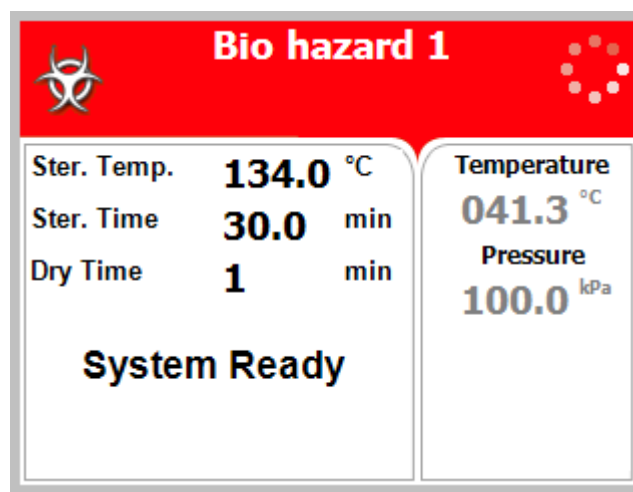 Bio hazard 1
Ster. Temp. 134.0 °C
Ster. Time 30.0 min
Dry Time 1 min
System Ready
Temperature
041.3 °C
Pressure
100.0 kPa